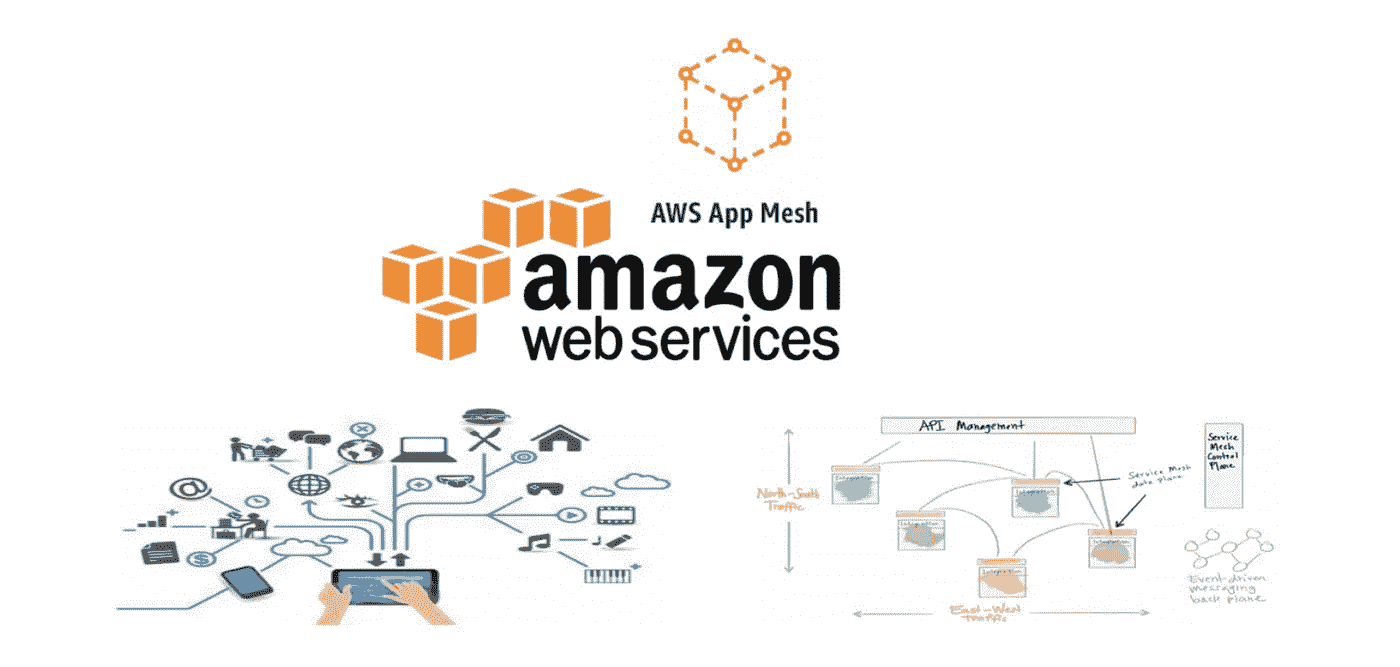 AWS App Mesh
amazon
web services
API Management
Service
Mesh
Control
Plane
Service Mesh
data plane
North-South
Traffic
Integration
Integration
Integration
Integration
Integration
Event-driven
messaging
back plane
East-West
Traffic